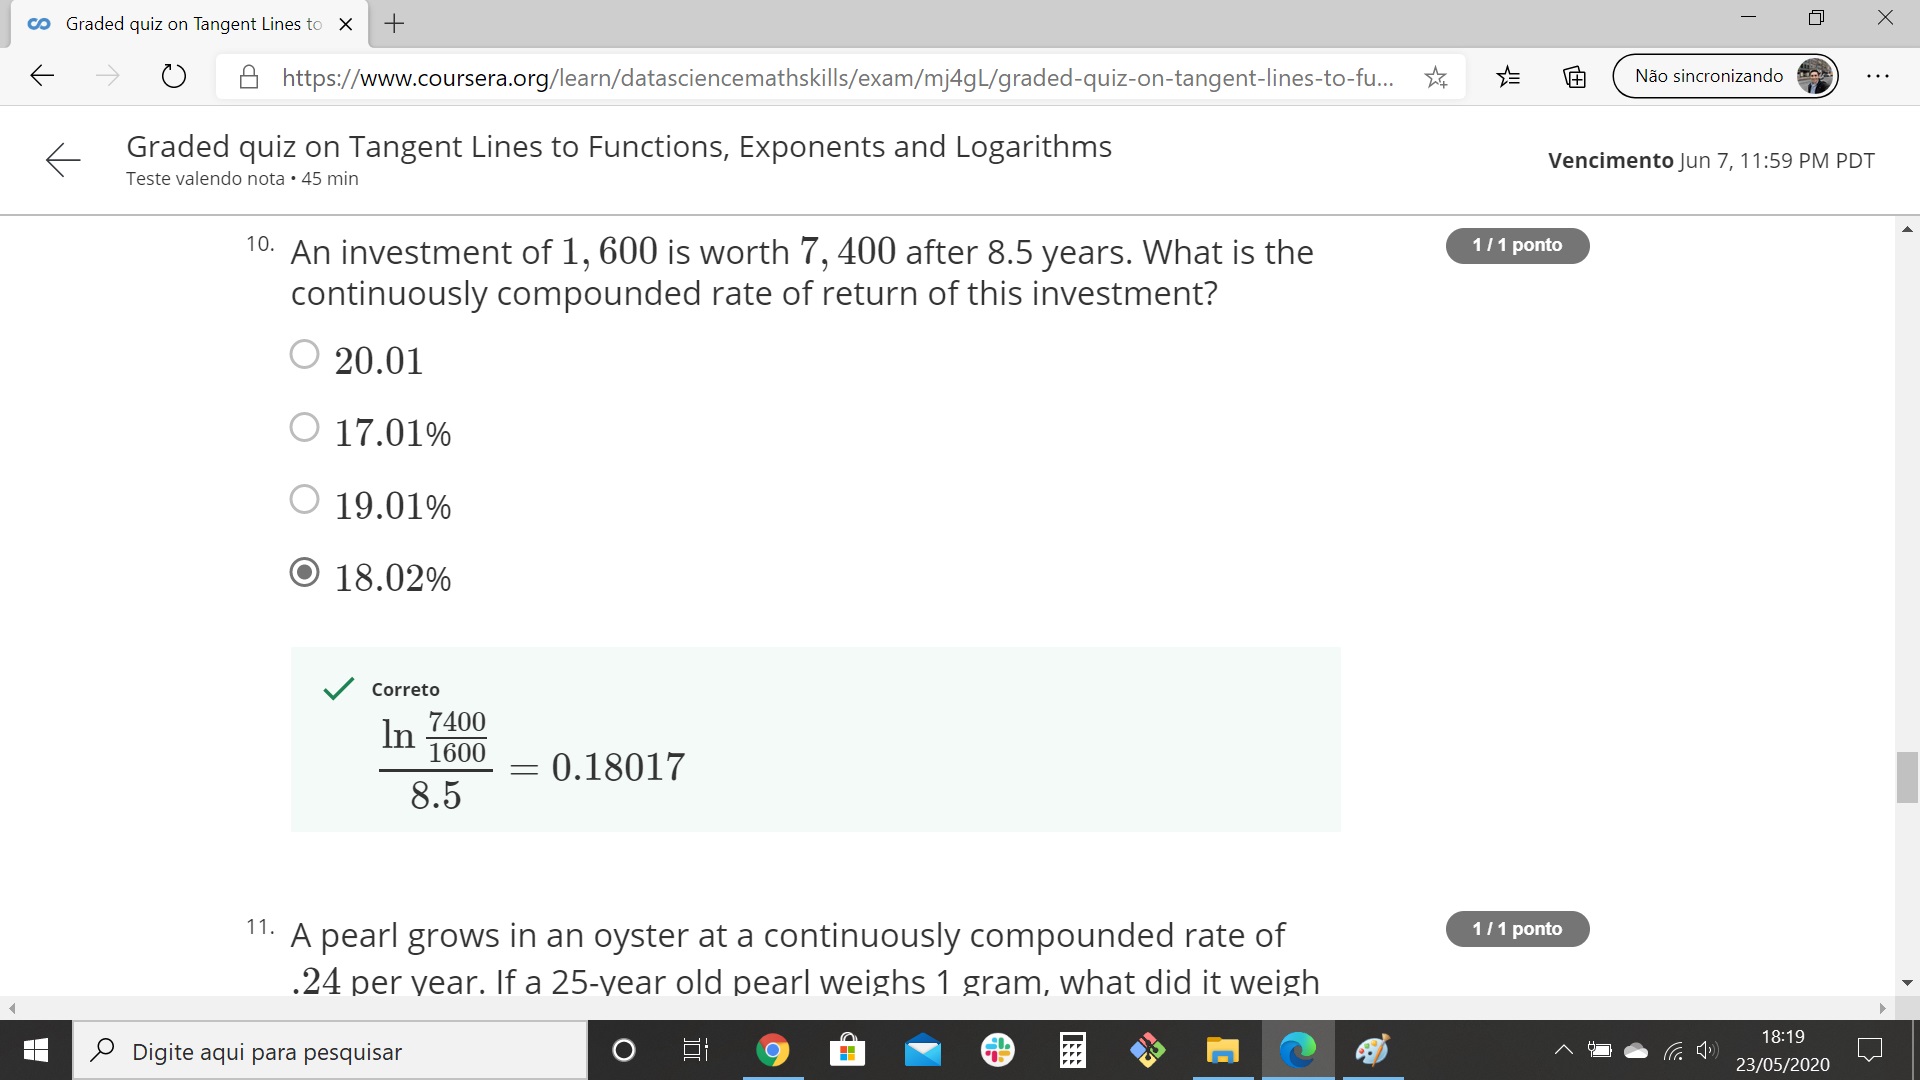 Graded quiz on Tangent Lines to
https://www.coursera.org/learn/datasciencemathskills/exam/mj4gL/graded-quiz-on-tangent-lines-to-fu...
Não sincronizando
Graded quiz on Tangent Lines to Functions, Exponents and Logarithms
Teste valendo nota • 45 min
Vencimento Jun 7, 11:59 PM PDT
10. An investment of 1, 600 is worth 7, 400 after 8.5 years. What is the
continuously compounded rate of return of this investment?
1 / 1 ponto
20.01
17.01%
19.01%
18.02%
Correto
ln 7400/1600
8.5
= 0.18017
11. A pearl grows in an oyster at a continuously compounded rate of
.24 per year. If a 25-year old pearl weighs 1 gram, what did it weigh
1 / 1 ponto
Digite aqui para pesquisar
18:19
23/05/2020